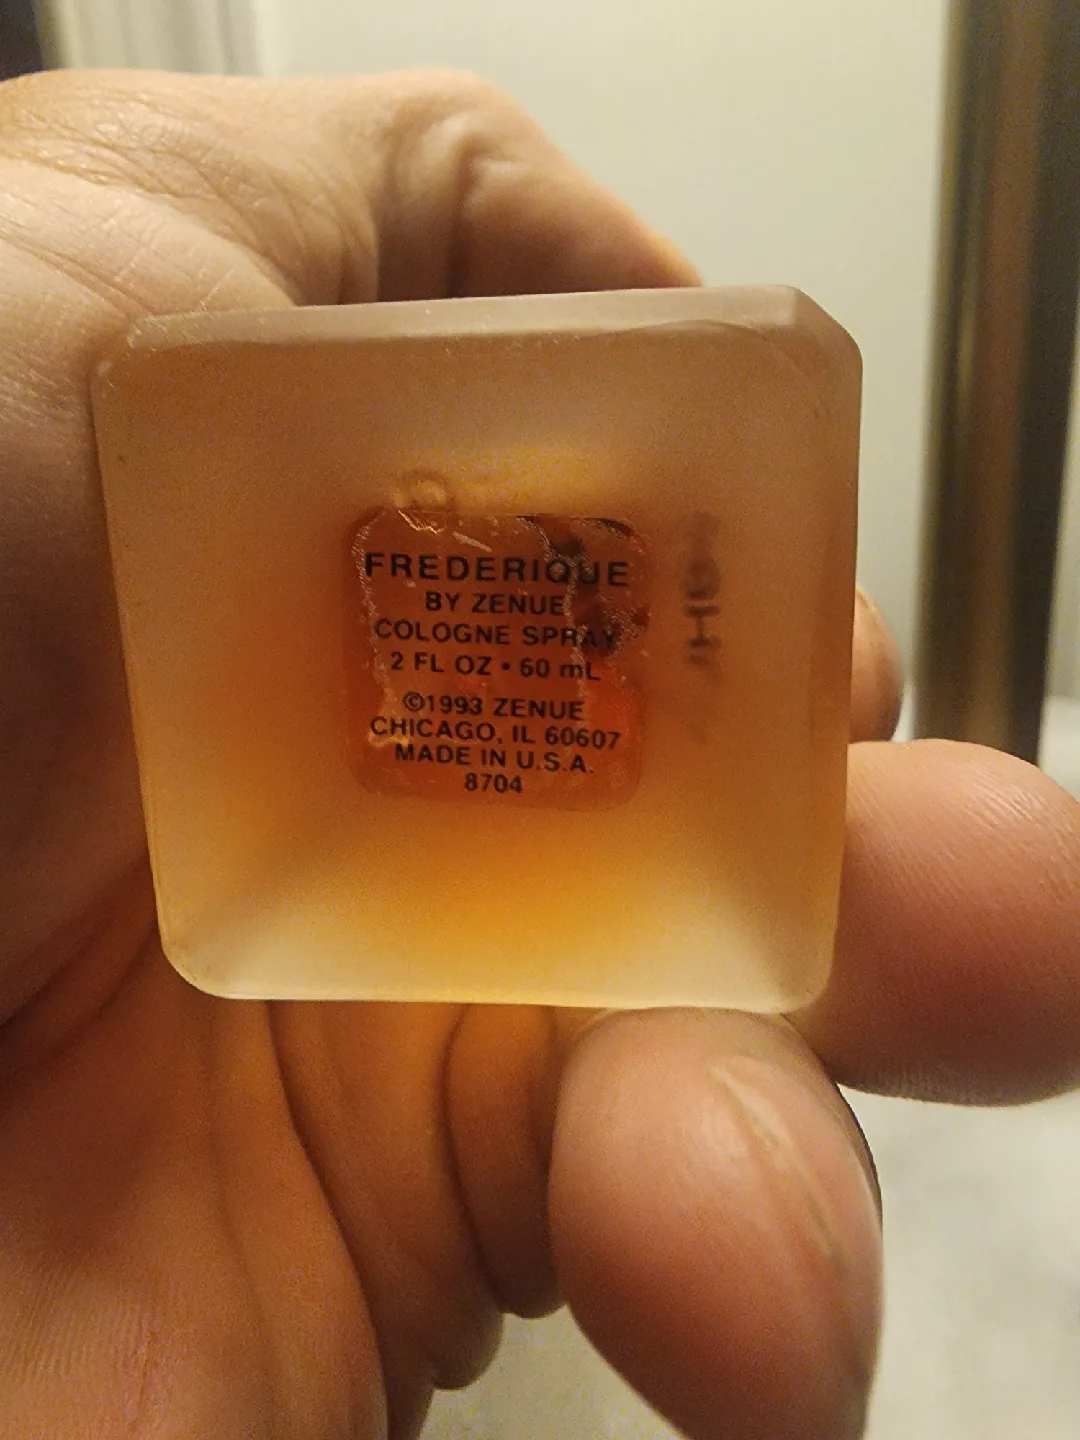 FREDERIQUE
BY ZENUE
COLOGNE SPRAY
2 FL OZ • 60 mL
©1993 ZENUE
CHICAGO, IL 60607
MADE IN U.S.A.
8704